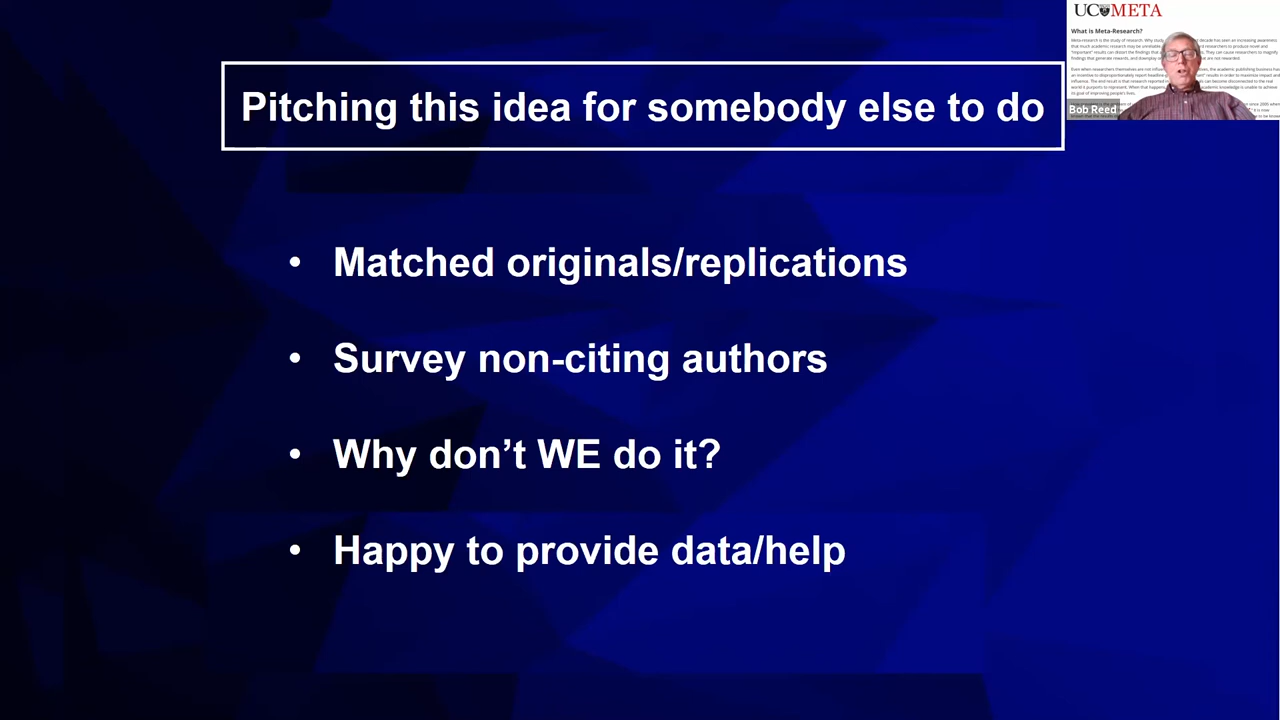 Pitching this idea for somebody else to do
• Matched originals/replications
• Survey non-citing authors
• Why don’t WE do it?
• Happy to provide data/help
UC META
What is Meta-Research?
Bob Reed